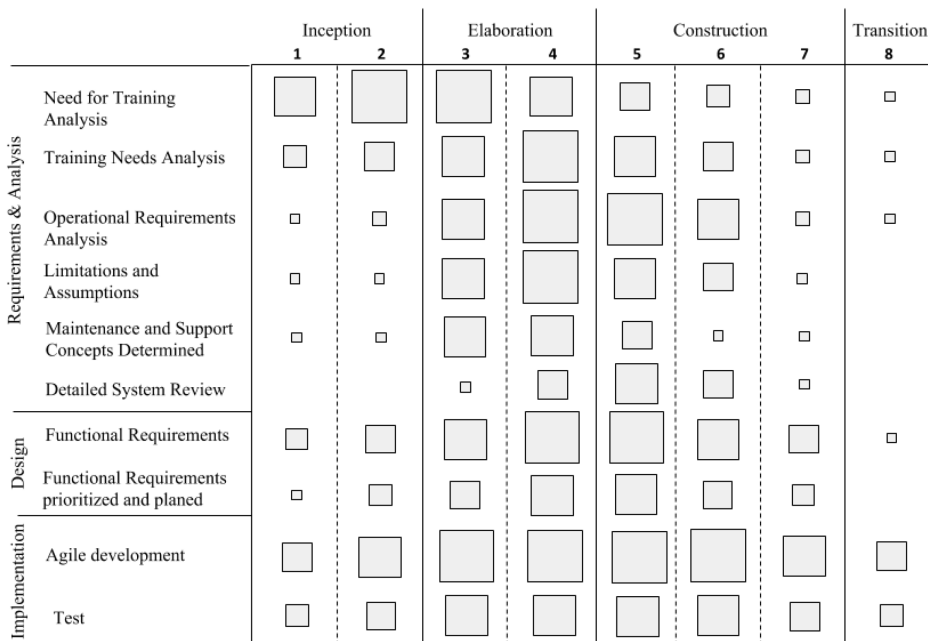 Inception Elaboration Construction Transition
1 2 3 4 5 6 7 8
Requirements & Analysis
Need for Training
Analysis
Training Needs Analysis
Operational Requirements
Analysis
Limitations and
Assumptions
Maintenance and Support
Concepts Determined
Detailed System Review
Design
Functional Requirements
Functional Requirements
prioritized and planed
Implementation
Agile development
Test